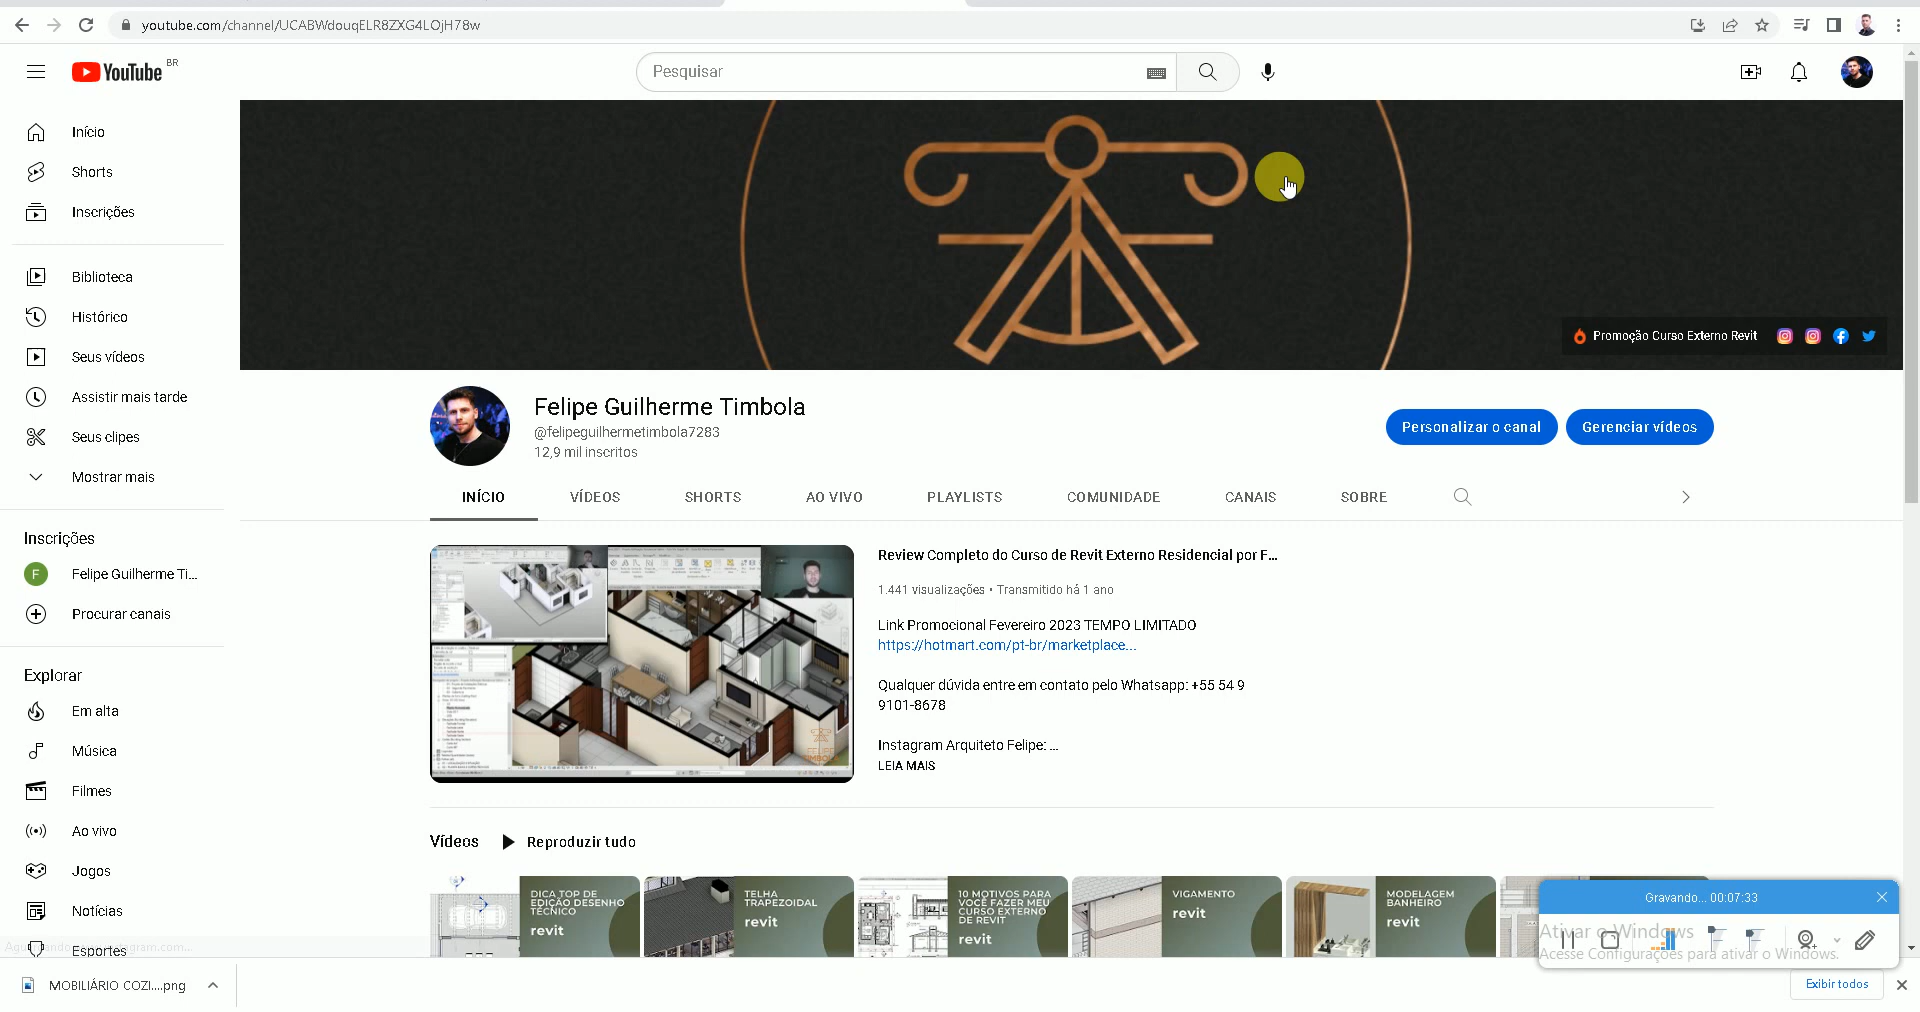 youtube.com/channel/UCABWdouqELR8ZXG4LOjH78w
YouTube BR
Pesquisar
Início
Shorts
Inscrições
Biblioteca
Histórico
Seus vídeos
Assistir mais tarde
Seus clipes
Mostrar mais
Inscrições
F Felipe Guilherme Ti...
Procurar canais
Explorar
Em alta
Música
Filmes
Ao vivo
Jogos
Notícias
Esportes
Promoção Curso Externo Revit
Felipe Guilherme Timbola
@felipeguilhermetimbola7283
12,9 mil inscritos
Personalizar o canal
Gerenciar vídeos
INÍCIO VÍDEOS SHORTS AO VIVO PLAYLISTS COMUNIDADE CANAIS SOBRE
FELIPE
Review Completo do Curso de Revit Externo Residencial por F...
1.441 visualizações • Transmitido há 1 ano
Link Promocional Fevereiro 2023 TEMPO LIMITADO
https://hotmart.com/pt-br/marketplace...
Qualquer dúvida entre em contato pelo Whatsapp: +55 54 9
9101-8678
Instagram Arquiteto Felipe: ...
LEIA MAIS
Vídeos Reproduzir tudo
DICA TOP DE
EDIÇÃO DESENHO
TÉCNICO
revit
TELHA
TRAPEZOIDAL
revit
10 MOTIVOS PARA
VOCÊ FAZER MEU
CURSO EXTERNO
DE REVIT
revit
VIGAMENTO
revit
MODELAGEM
BANHEIRO
revit
Gravando... 00:07:33
Ativar o Windows
Acesse Configurações para ativar o Windows.
MOBILIÁRIO COZI....png
Exibir todos